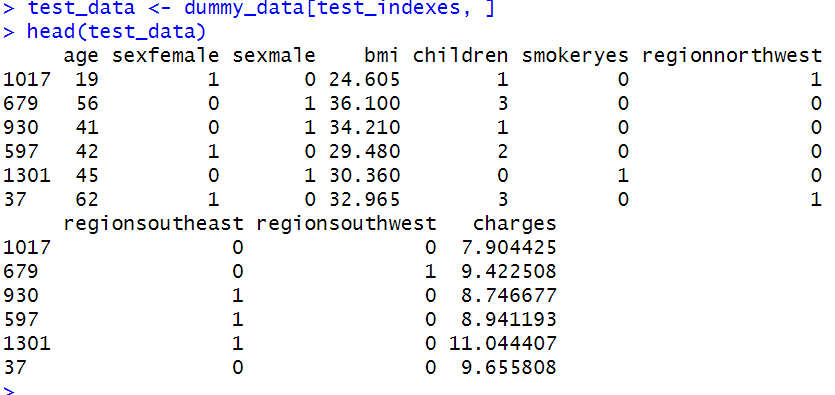 > test_data <- dummy_data[test_indexes, ]
> head(test_data)
     age sexfemale sexmale    bmi children smokeryes regionnorthwest
1017  19         1       0 24.605        1         0               1
679   56         0       1 36.100        3         0               0
930   41         0       1 34.210        1         0               0
597   42         1       0 29.480        2         0               0
1301  45         0       1 30.360        0         1               0
37    62         1       0 32.965        3         0               1
     regionsoutheast regionsouthwest   charges
1017               0               0  7.904425
679                0               1  9.422508
930                1               0  8.746677
597                1               0  8.941193
1301               1               0 11.044407
37                 0               0  9.655808
>